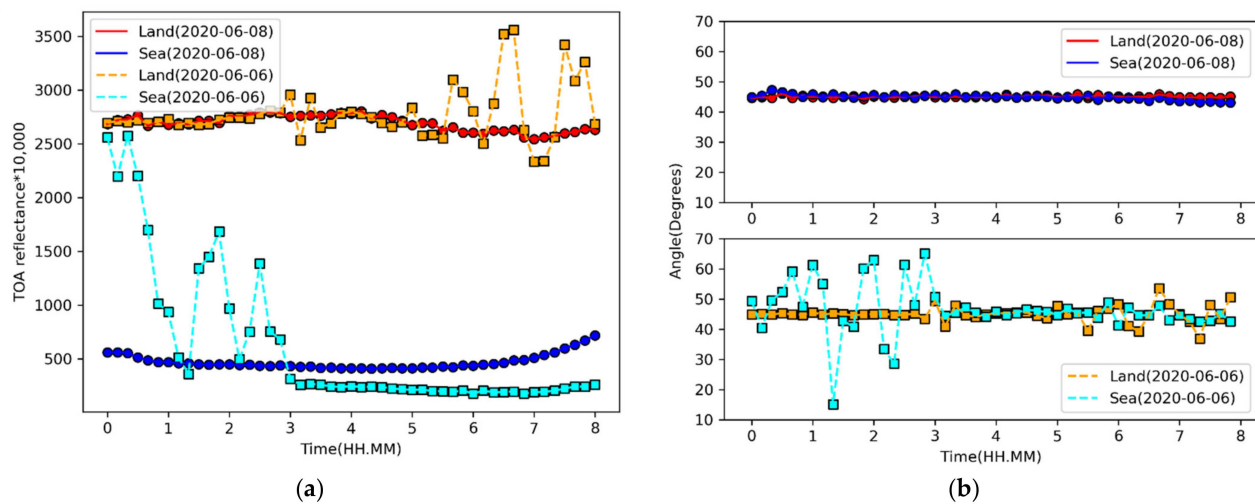 TOA reflectance*10,000
3500
3000
2500
2000
1500
1000
500
Land(2020-06-08)
Sea(2020-06-08)
Land(2020-06-06)
Sea(2020-06-06)
0 1 2 3 4 5 6 7 8
Time(HH.MM)
(a)
Angle(Degrees)
70
60
50
40
30
20
10
Land(2020-06-08)
Sea(2020-06-08)
0 1 2 3 4 5 6 7 8
70
60
50
40
30
20
10
Land(2020-06-06)
Sea(2020-06-06)
0 1 2 3 4 5 6 7 8
Time(HH.MM)
(b)